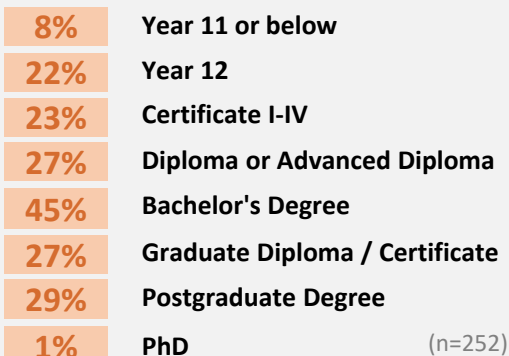 8% Year 11 or below
22% Year 12
23% Certificate I-IV
27% Diploma or Advanced Diploma
45% Bachelor's Degree
27% Graduate Diploma / Certificate
29% Postgraduate Degree
1% PhD (n=252)